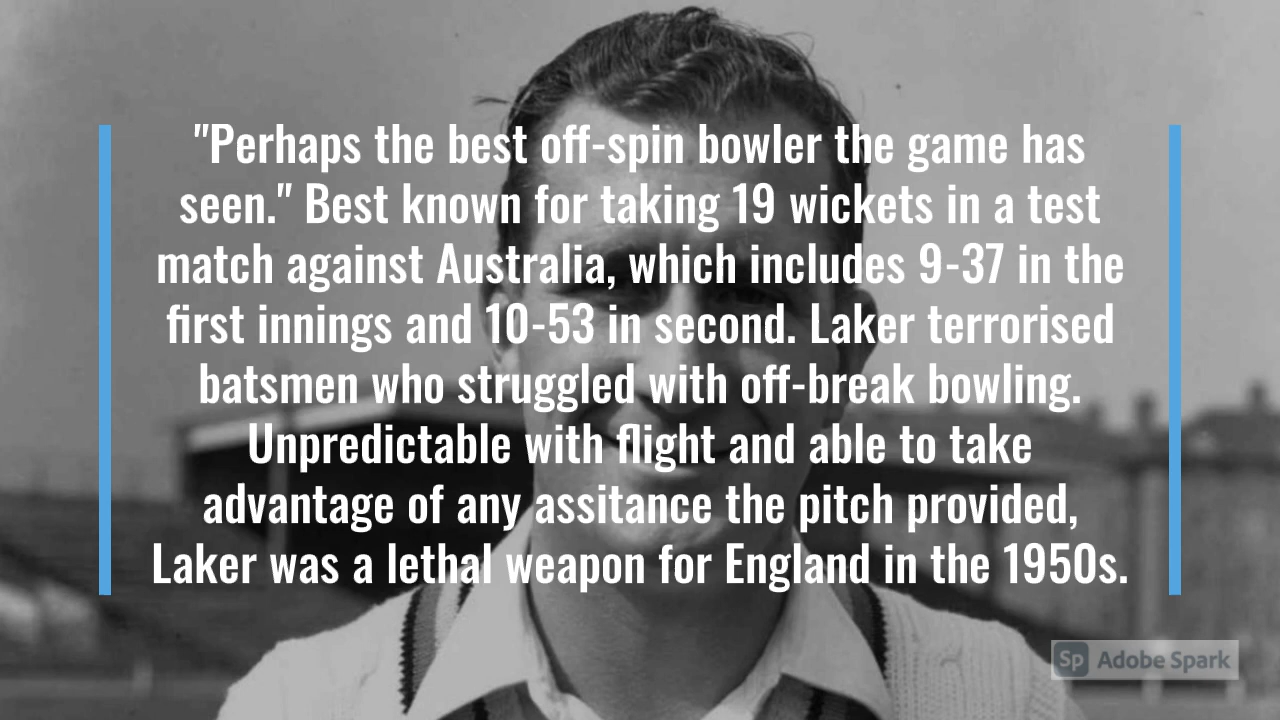 "Perhaps the best off-spin bowler the game has
seen." Best known for taking 19 wickets in a test
match against Australia, which includes 9-37 in the
first innings and 10-53 in second. Laker terrorised
batsmen who struggled with off-break bowling.
Unpredictable with flight and able to take
advantage of any assitance the pitch provided,
Laker was a lethal weapon for England in the 1950s.
Sp Adobe Spark